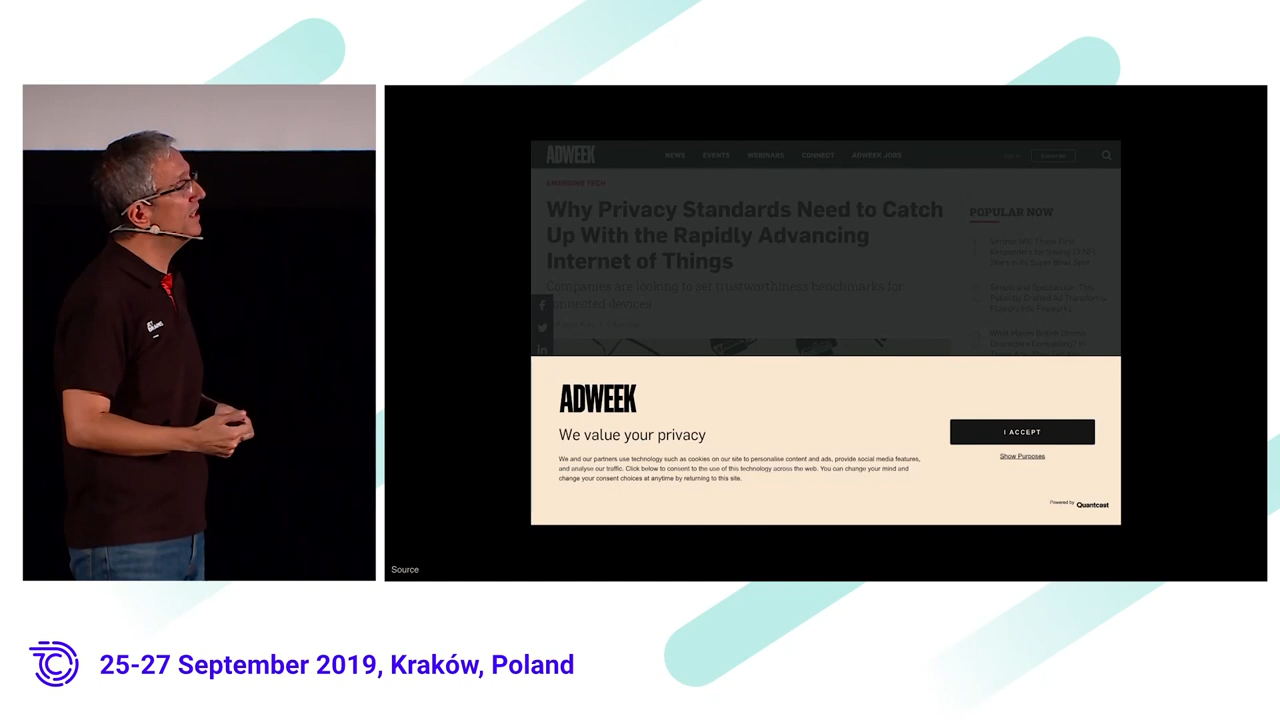 ADWEEK
NEWS EVENTS WEBINARS CONNECT ADWEEK JOBS
Subscribe
EMERGING TECH
Why Privacy Standards Need to Catch
Up With the Rapidly Advancing
Internet of Things
Companies are looking to set trustworthiness benchmarks for
connected devices
POPULAR NOW
ADWEEK
We value your privacy
We and our partners use technology such as cookies on our site to personalise content and ads, provide social media features,
and analyse our traffic. Click below to consent to the use of this technology across the web. You can change your mind and
change your consent choices at anytime by returning to this site.
I ACCEPT
Show Purposes
Powered by Quantcast
Source
25-27 September 2019, Kraków, Poland